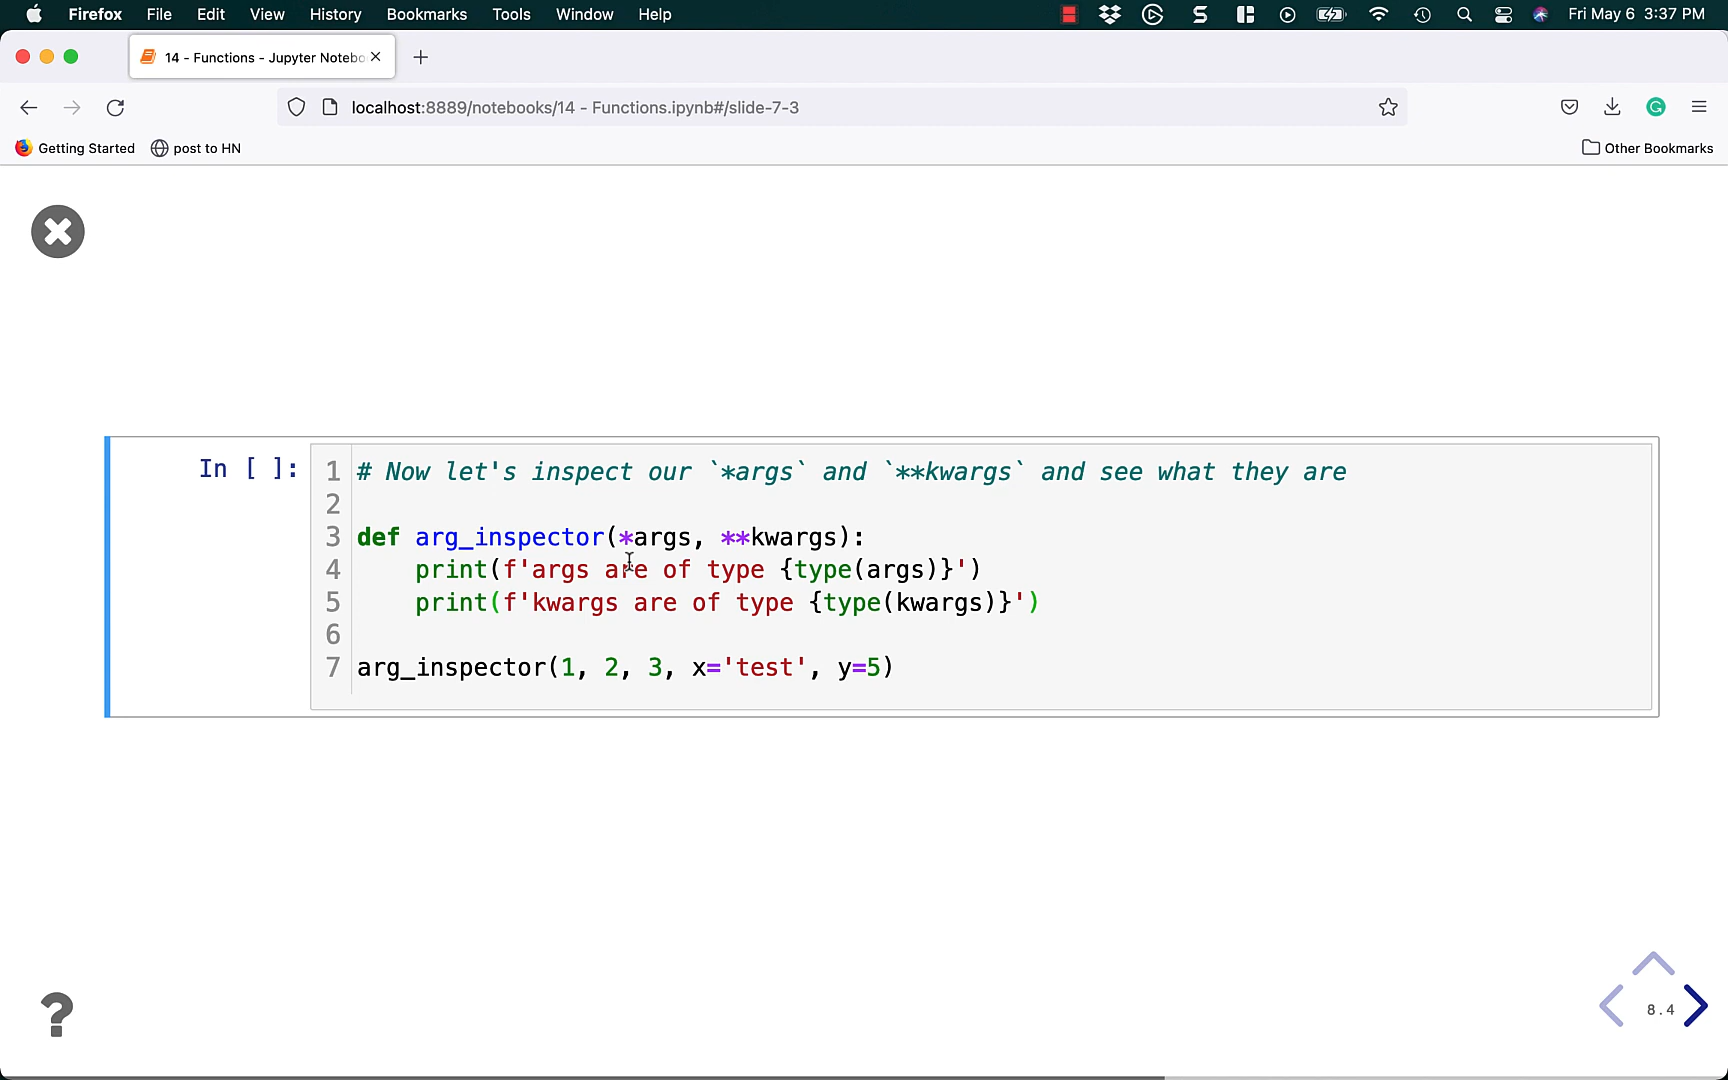 Firefox File Edit View History Bookmarks Tools Window Help Fri May 6 3:37 PM
14 - Functions - Jupyter Notebo
localhost:8889/notebooks/14 - Functions.ipynb#/slide-7-3
Getting Started post to HN Other Bookmarks
In [ ]:
1 # Now let's inspect our `*args` and `**kwargs` and see what they are
2
3 def arg_inspector(*args, **kwargs):
4     print(f'args are of type {type(args)}')
5     print(f'kwargs are of type {type(kwargs)}')
6
7 arg_inspector(1, 2, 3, x='test', y=5)
?
8.4